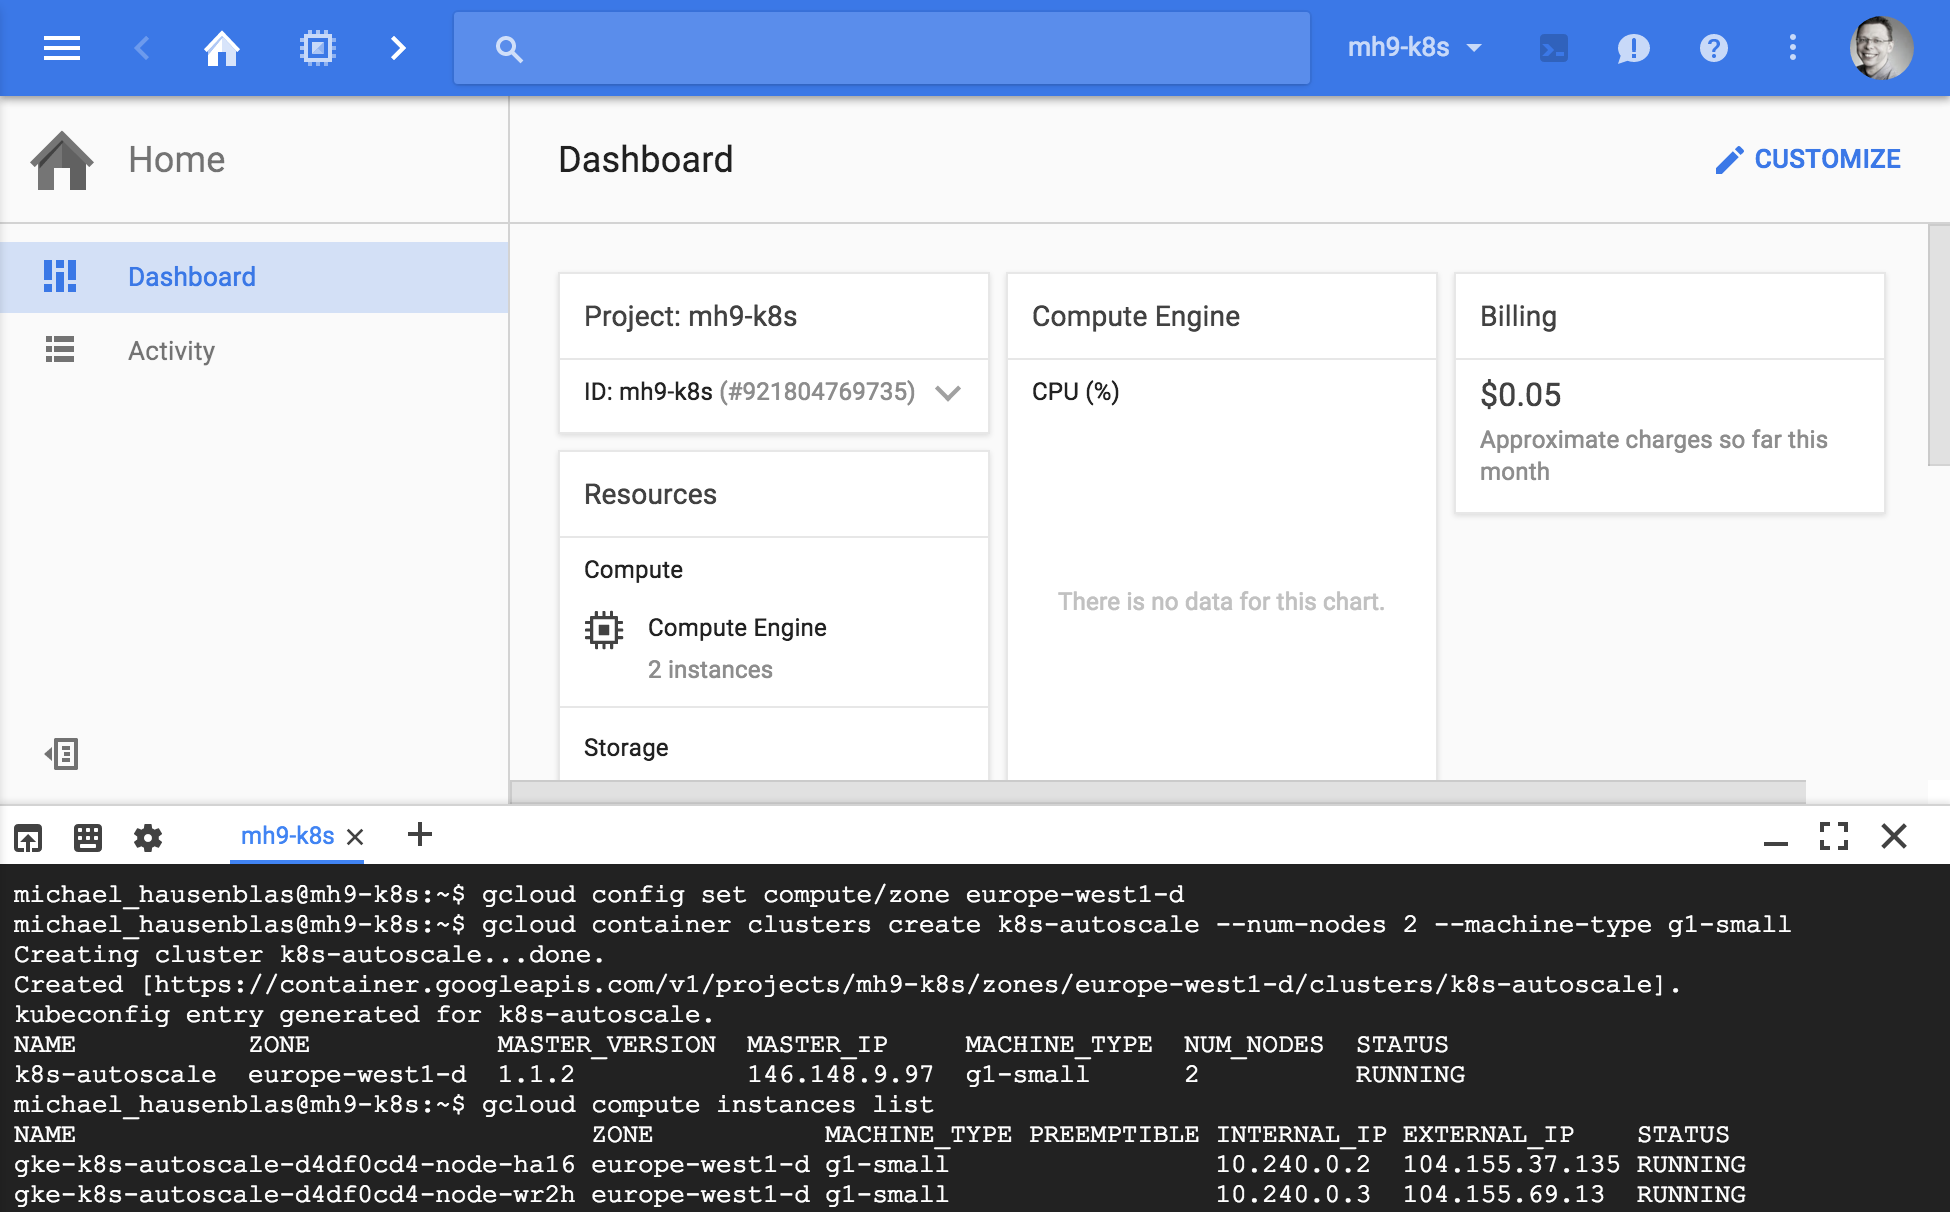 mh9-k8s
Home
Dashboard
CUSTOMIZE
Dashboard
Activity
Project: mh9-k8s
ID: mh9-k8s (#921804769735)
Resources
Compute
Compute Engine
2 instances
Storage
Compute Engine
CPU (%)
There is no data for this chart.
Billing
$0.05
Approximate charges so far this
month
mh9-k8s
michael_hausenblas@mh9-k8s:~$ gcloud config set compute/zone europe-west1-d
michael_hausenblas@mh9-k8s:~$ gcloud container clusters create k8s-autoscale --num-nodes 2 --machine-type g1-small
Creating cluster k8s-autoscale...done.
Created [https://container.googleapis.com/v1/projects/mh9-k8s/zones/europe-west1-d/clusters/k8s-autoscale].
kubeconfig entry generated for k8s-autoscale.
NAME ZONE MASTER_VERSION MASTER_IP MACHINE_TYPE NUM_NODES STATUS
k8s-autoscale europe-west1-d 1.1.2 146.148.9.97 g1-small 2 RUNNING
michael_hausenblas@mh9-k8s:~$ gcloud compute instances list
NAME ZONE MACHINE_TYPE PREEMPTIBLE INTERNAL_IP EXTERNAL_IP STATUS
gke-k8s-autoscale-d4df0cd4-node-ha16 europe-west1-d g1-small 10.240.0.2 104.155.37.135 RUNNING
gke-k8s-autoscale-d4df0cd4-node-wr2h europe-west1-d g1-small 10.240.0.3 104.155.69.13 RUNNING